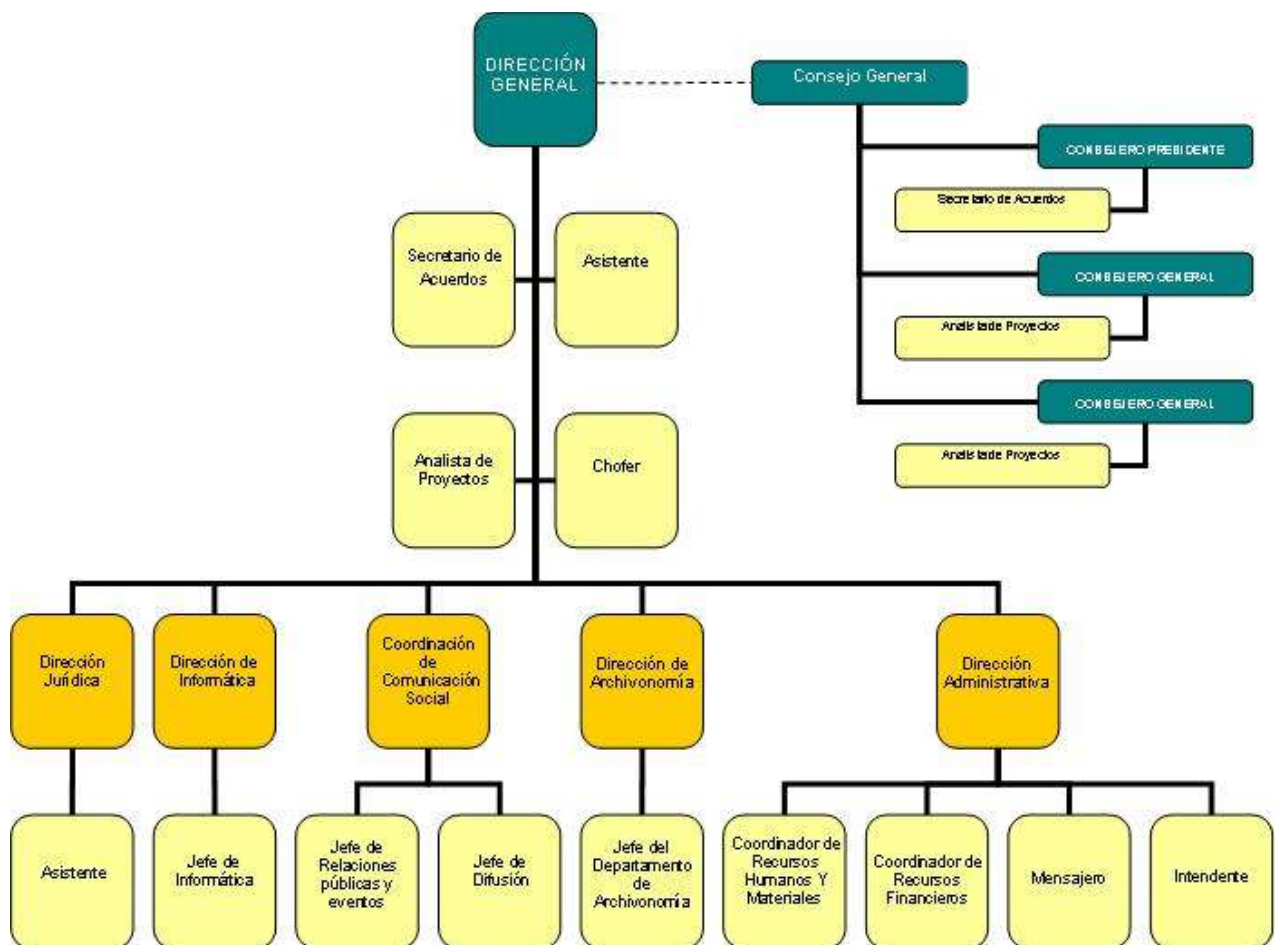 DIRECCIÓN
GENERAL
Consejo General
CONSEJERO PRESIDENTE
Secretario de Acuerdos
CONSEJERO GENERAL
Analista de Proyectos
CONSEJERO GENERAL
Analista de Proyectos
Secretario de
Acuerdos
Asistente
Analista de
Proyectos
Chofer
Dirección
Jurídica
Dirección de
Informática
Coordinación
de
Comunicación
Social
Dirección de
Archivonomía
Dirección
Administrativa
Asistente
Jefe de
Informática
Jefe de
Relaciones
públicas y
eventos
Jefe de
Difusión
Jefe del
Departamento
de
Archivonomía
Coordinador de
Recursos
Humanos Y
Materiales
Coordinador de
Recursos
Financieros
Mensajero
Intendente